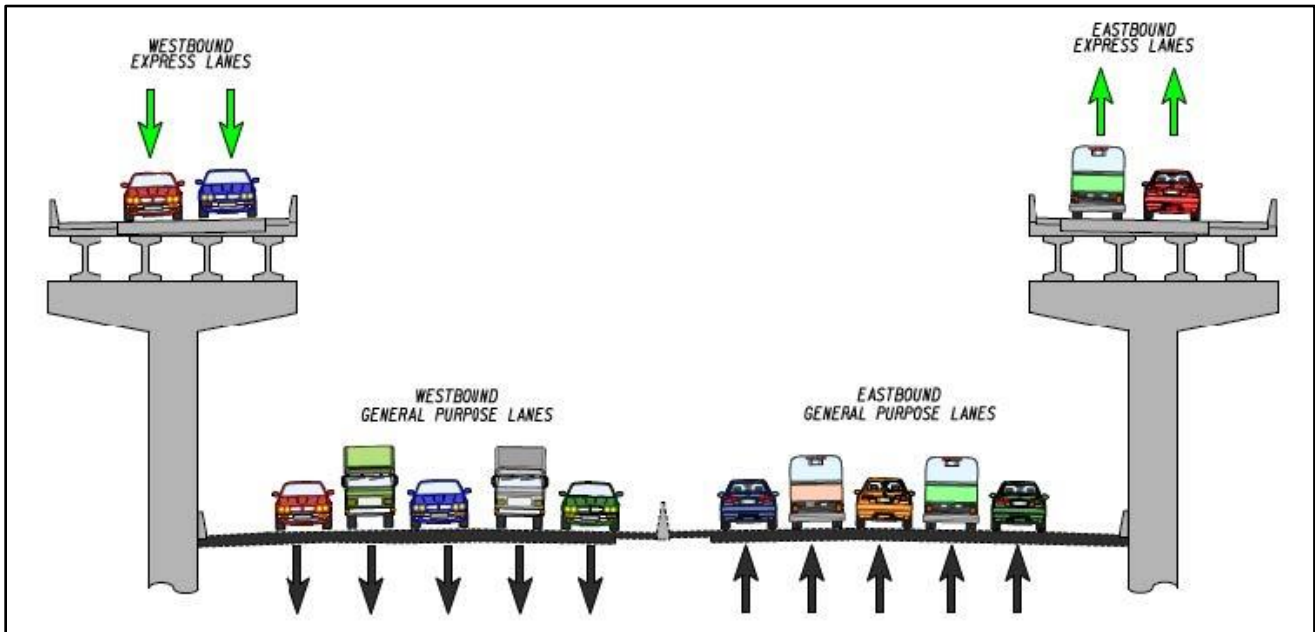 WESTBOUND
EXPRESS LANES
EASTBOUND
EXPRESS LANES
WESTBOUND
GENERAL PURPOSE LANES
EASTBOUND
GENERAL PURPOSE LANES